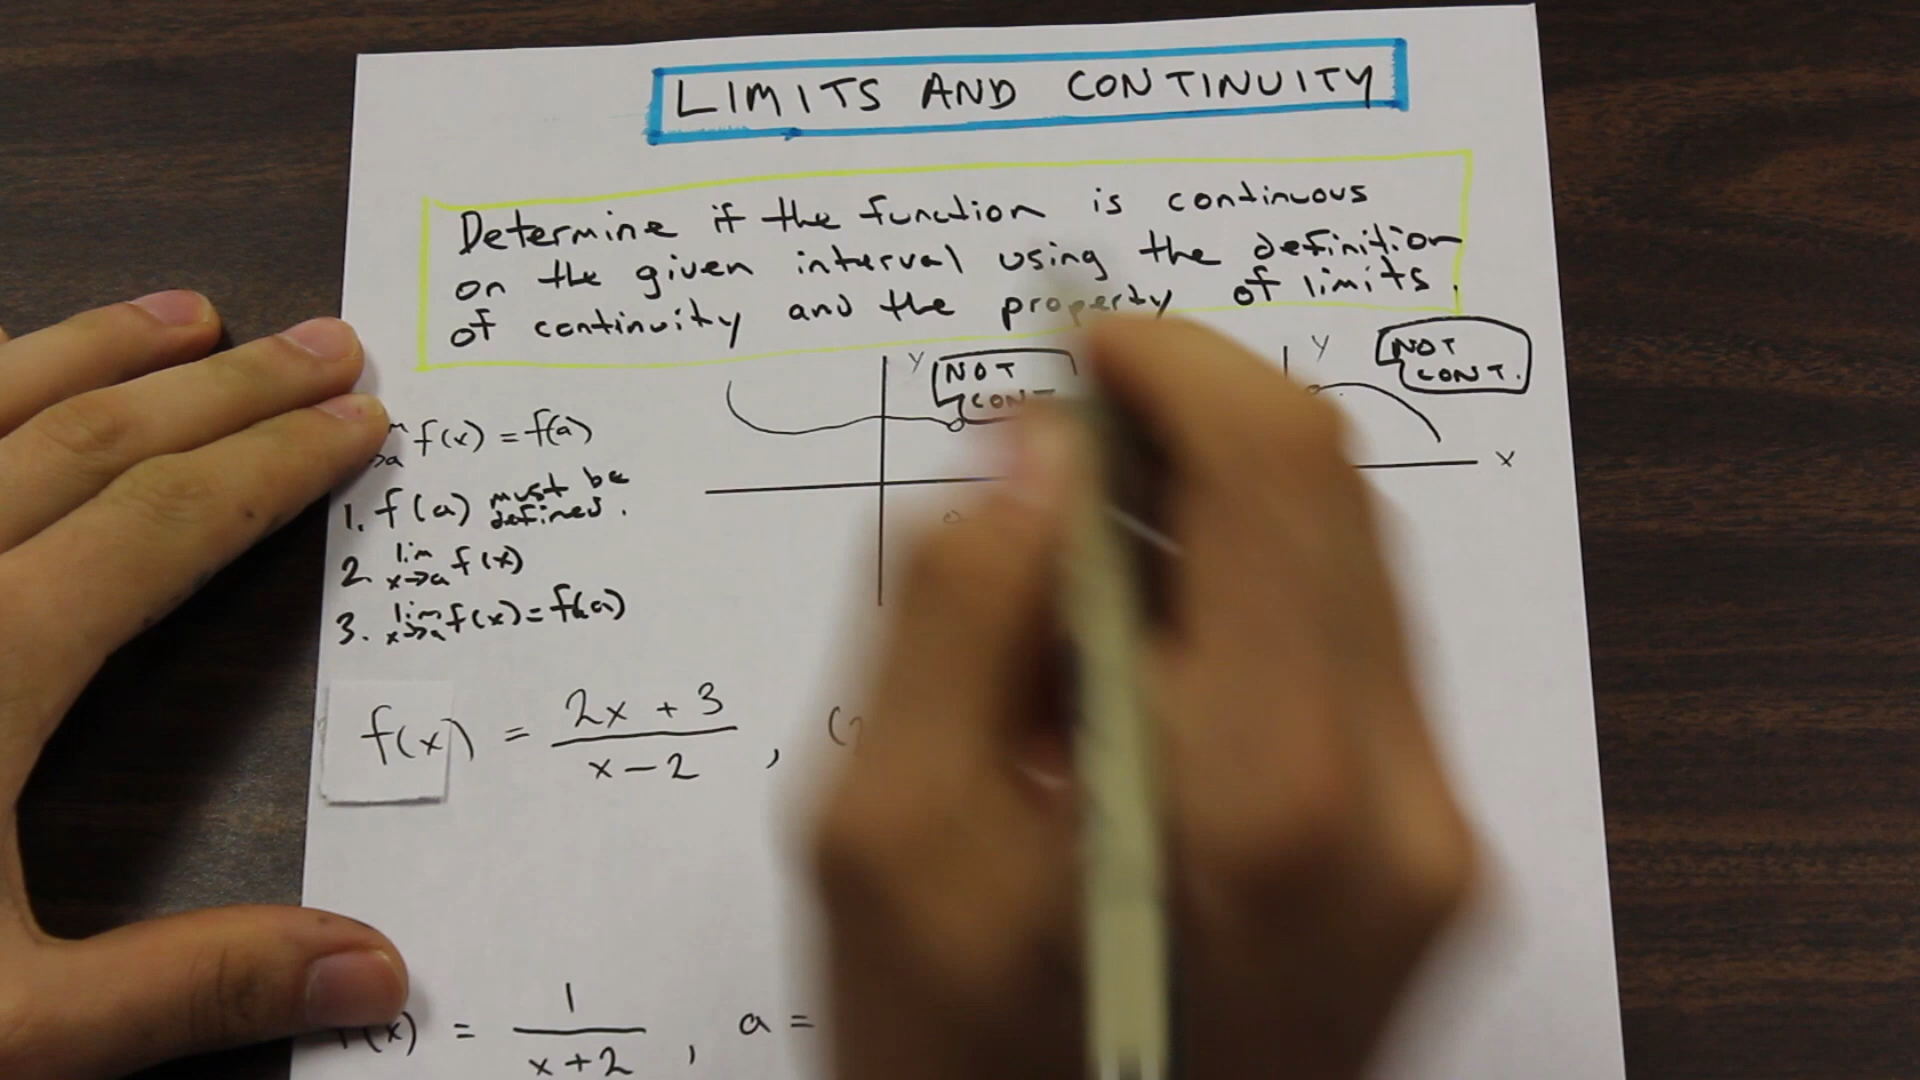 LIMITS AND CONTINUITY
Determine if the function is continuous
on the given interval using the definition
of continuity and the property of limits.
f(x) = f(a)
→a
1. f(a) must be
defined.
2. lim f(x)
x→a
3. lim f(x) = f(a)
x→a
y
NOT
CONT
a
y
NOT
CONT.
x
f(x) = 2x + 3
x - 2 , (
(x) = 1
x + 2 , a =